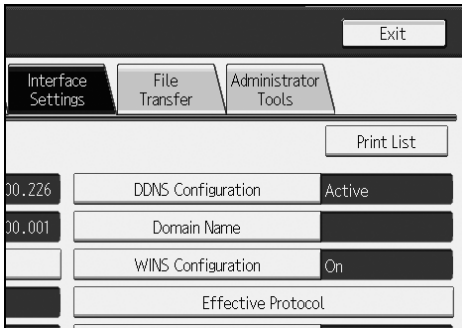 Exit
Interface Settings
File Transfer
Administrator Tools
Print List
00.226 DDNS Configuration Active
00.001 Domain Name
WINS Configuration On
Effective Protocol